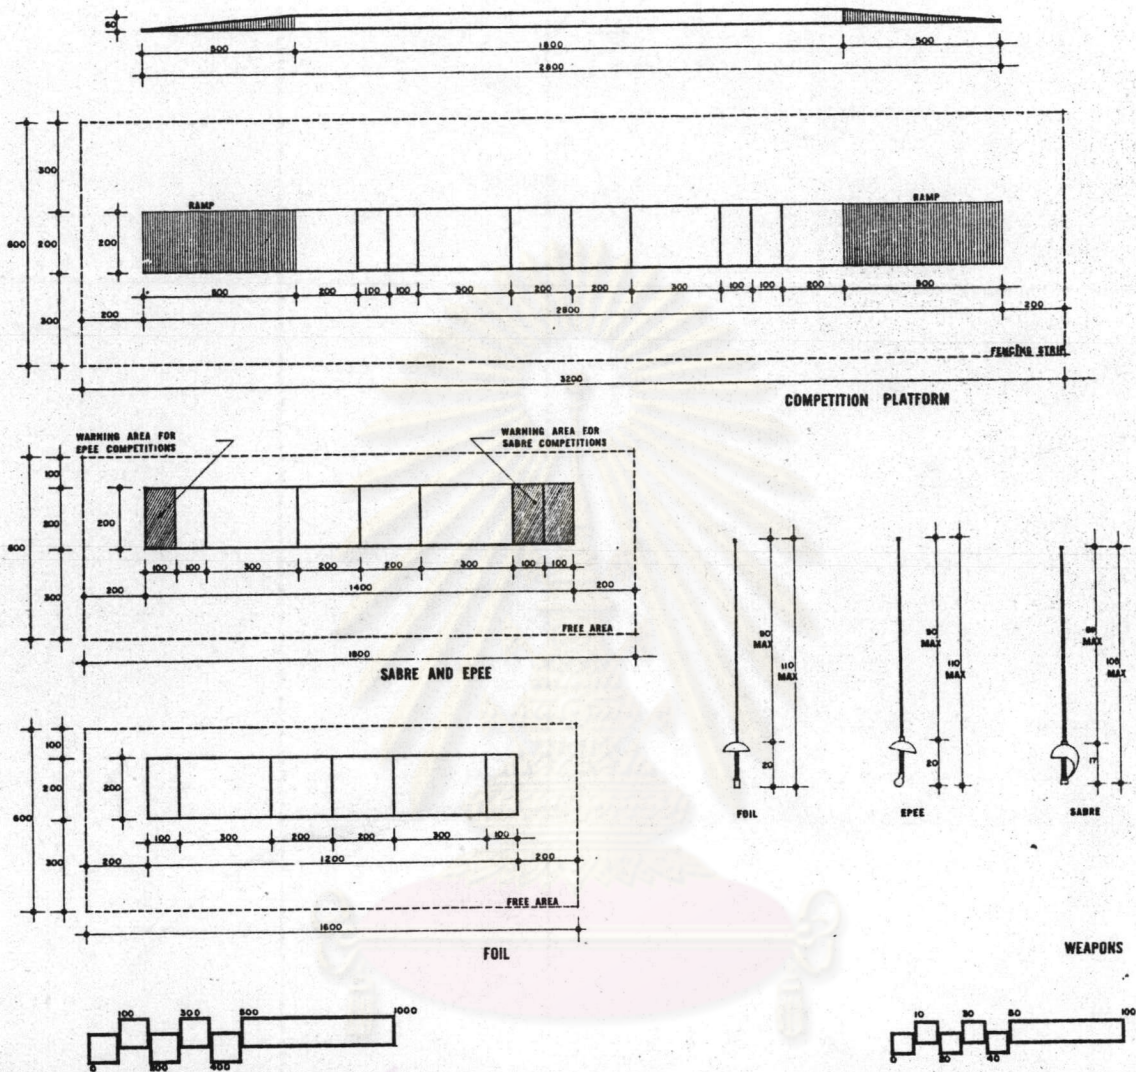 60
500 1800 500
2800
300
RAMP RAMP
600 200 200
500 200 100 100 300 200 200 300 100 100 200 500
200 2800 200
300
FENCING STRIP
3200
COMPETITION PLATFORM
WARNING AREA FOR
EPEE COMPETITIONS
WARNING AREA FOR
SABRE COMPETITIONS
100
200 200
600
100 100 300 200 200 300 100 100
300 200 1400 200
FREE AREA
1800
SABRE AND EPEE
90
MAX
110
MAX
20
FOIL
90
MAX
110
MAX
20
EPEE
88
MAX
105
MAX
17
SABRE
100
200 200
600
100 300 200 200 300 100
300 200 1200 200
FREE AREA
1600
FOIL
WEAPONS
100 300 500 1000
0 200 400
10 30 50 100
0 20 40